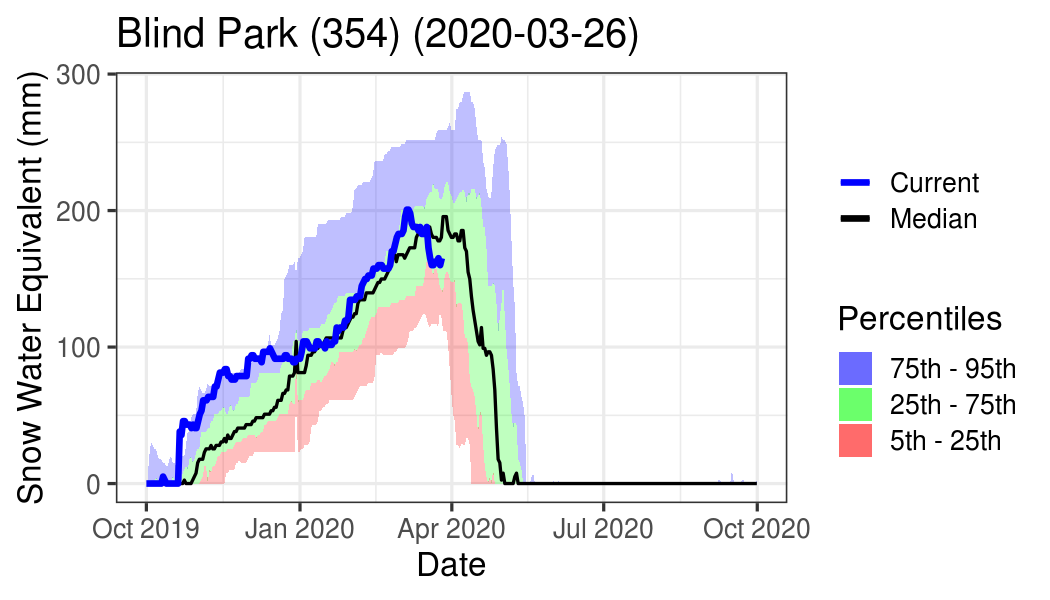 Blind Park (354) (2020-03-26)
Snow Water Equivalent (mm)
300
200
100
0
Oct 2019
Jan 2020
Apr 2020
Jul 2020
Oct 2020
Date
Current
Median
Percentiles
75th - 95th
25th - 75th
5th - 25th